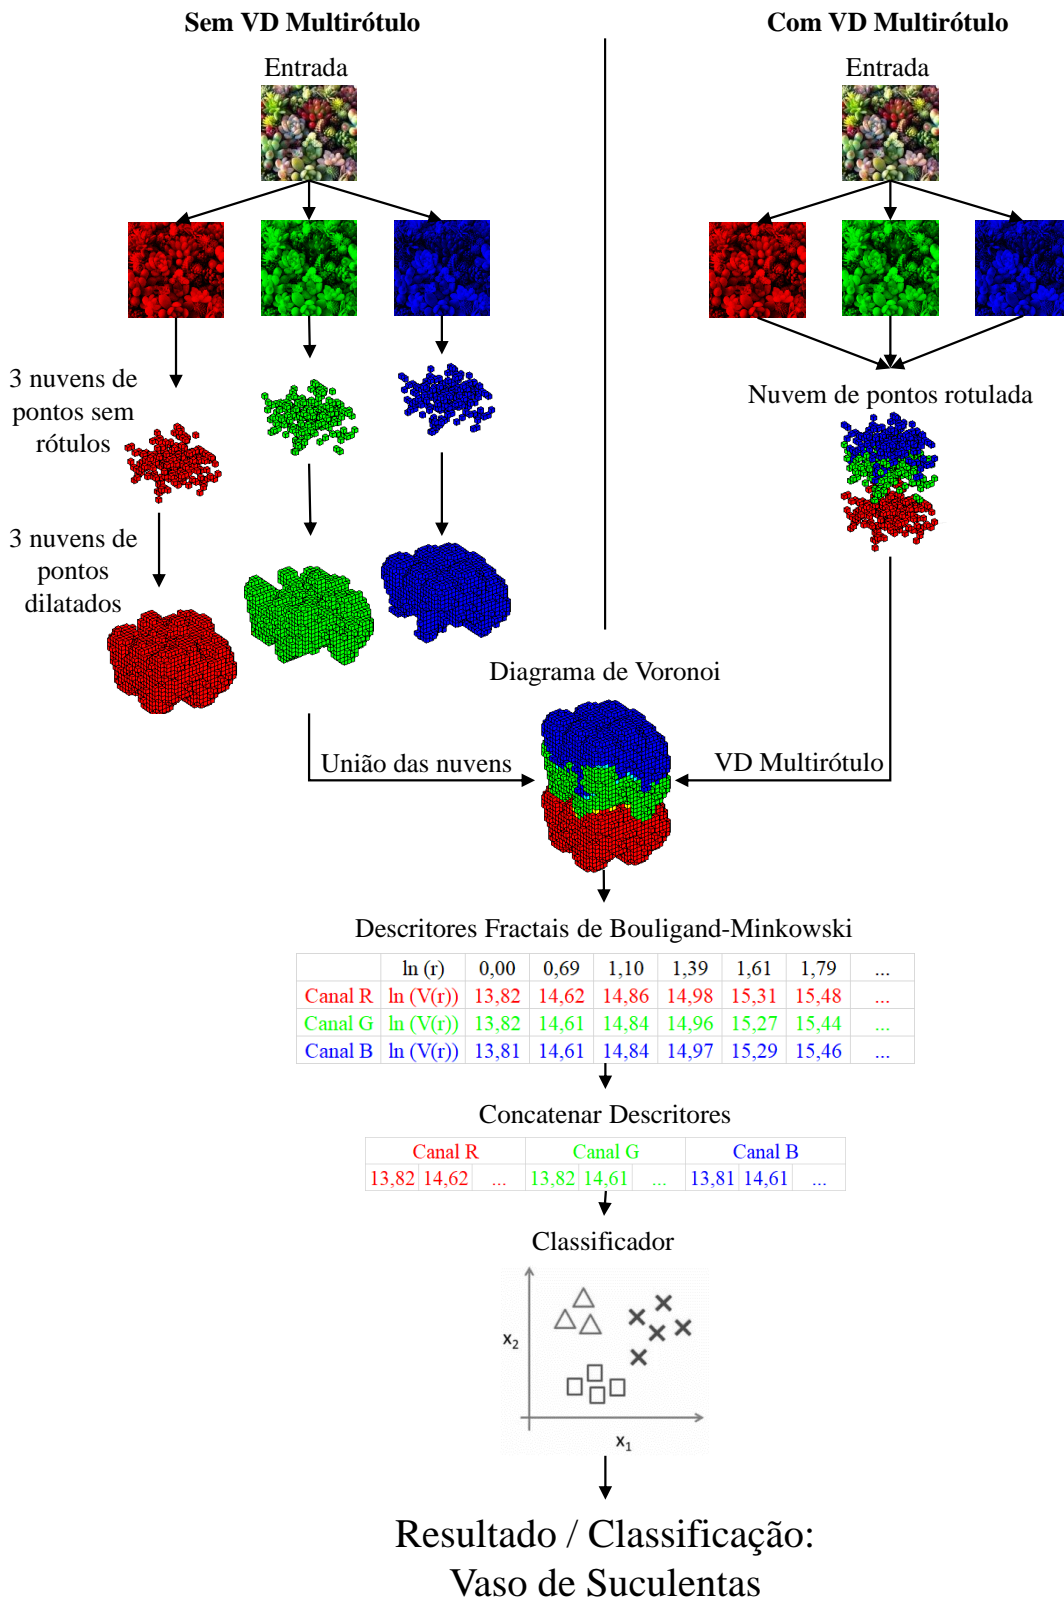 Sem VD Multirótulo
Com VD Multirótulo
Entrada
Entrada
3 nuvens de
pontos sem
rótulos
Nuvem de pontos rotulada
3 nuvens de
pontos
dilatados
Diagrama de Voronoi
União das nuvens
VD Multirótulo
Descritores Fractais de Bouligand-Minkowski
ln (r) 0,00 0,69 1,10 1,39 1,61 1,79 ...
Canal R ln (V(r)) 13,82 14,62 14,86 14,98 15,31 15,48 ...
Canal G ln (V(r)) 13,82 14,61 14,84 14,96 15,27 15,44 ...
Canal B ln (V(r)) 13,81 14,61 14,84 14,97 15,29 15,46 ...
Concatenar Descritores
Canal R Canal G Canal B
13,82 14,62 ... 13,82 14,61 ... 13,81 14,61 ...
Classificador
x2
x1
Resultado / Classificação:
Vaso de Suculentas